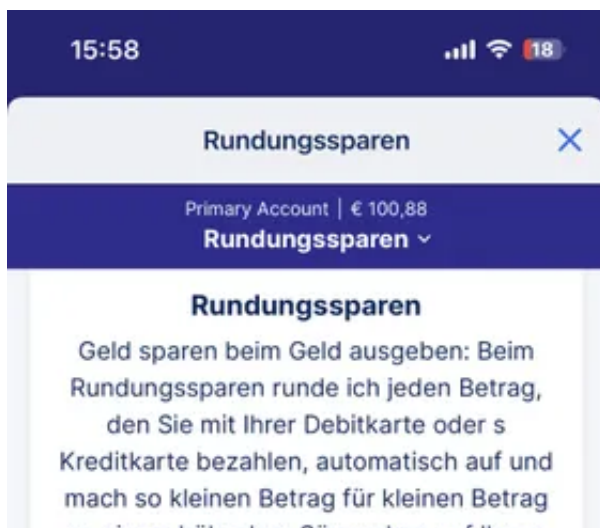 15:58
18
Rundungssparen
Primary Account | € 100,88
Rundungssparen
Rundungssparen
Geld sparen beim Geld ausgeben: Beim
Rundungssparen runde ich jeden Betrag,
den Sie mit Ihrer Debitkarte oder s
Kreditkarte bezahlen, automatisch auf und
mach so kleinen Betrag für kleinen Betrag